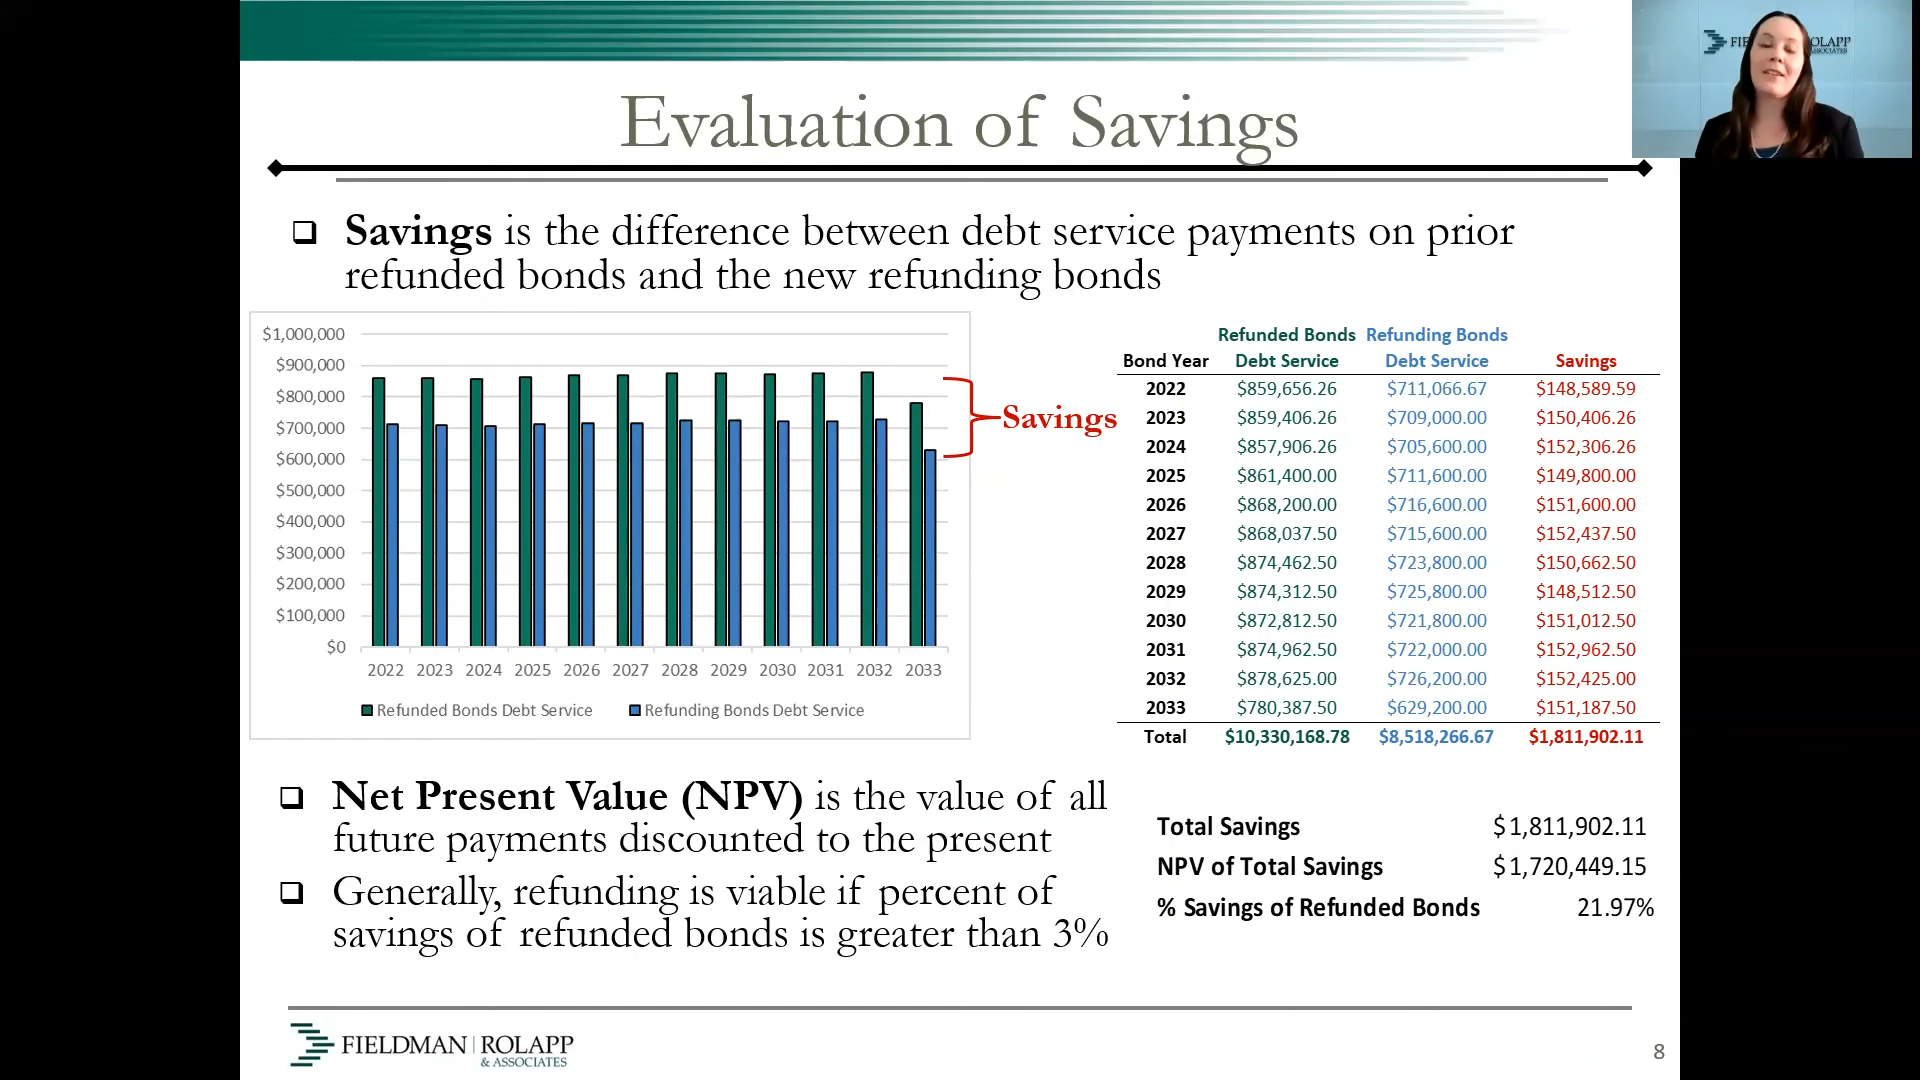 Evaluation of Savings
Savings is the difference between debt service payments on prior
refunded bonds and the new refunding bonds
$1,000,000
$900,000
$800,000
$700,000
$600,000
$500,000
$400,000
$300,000
$200,000
$100,000
$0
2022 2023 2024 2025 2026 2027 2028 2029 2030 2031 2032 2033
Refunded Bonds Debt Service Refunding Bonds Debt Service
Savings
Refunded Bonds Refunding Bonds
Bond Year Debt Service Debt Service Savings
2022 $859,656.26 $711,066.67 $148,589.59
2023 $859,406.26 $709,000.00 $150,406.26
2024 $857,906.26 $705,600.00 $152,306.26
2025 $861,400.00 $711,600.00 $149,800.00
2026 $868,200.00 $716,600.00 $151,600.00
2027 $868,037.50 $715,600.00 $152,437.50
2028 $874,462.50 $723,800.00 $150,662.50
2029 $874,312.50 $725,800.00 $148,512.50
2030 $872,812.50 $721,800.00 $151,012.50
2031 $874,962.50 $722,000.00 $152,962.50
2032 $878,625.00 $726,200.00 $152,425.00
2033 $780,387.50 $629,200.00 $151,187.50
Total $10,330,168.78 $8,518,266.67 $1,811,902.11
Net Present Value (NPV) is the value of all
future payments discounted to the present
Generally, refunding is viable if percent of
savings of refunded bonds is greater than 3%
Total Savings $1,811,902.11
NPV of Total Savings $1,720,449.15
% Savings of Refunded Bonds 21.97%
FIELDMAN | ROLAPP
& ASSOCIATES
8